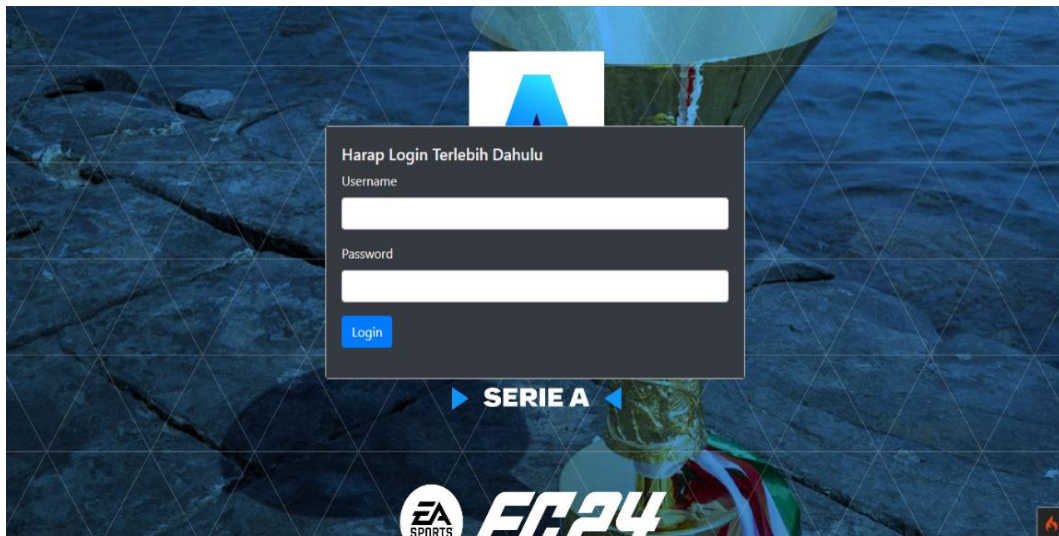 A
Harap Login Terlebih Dahulu
Username
Password
Login
SERIE A
EA
SPORTS
FC24